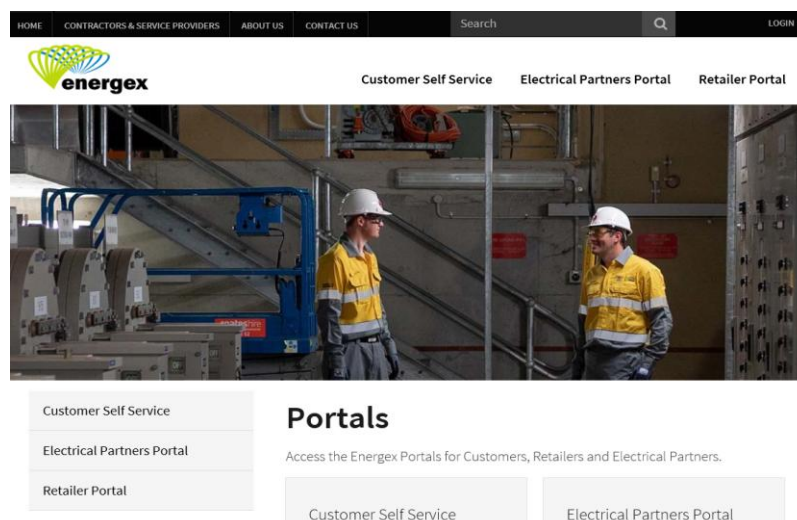 HOME CONTRACTORS & SERVICE PROVIDERS ABOUT US CONTACT US Search LOGIN
energex
Customer Self Service Electrical Partners Portal Retailer Portal
Customer Self Service
Electrical Partners Portal
Retailer Portal
Portals
Access the Energex Portals for Customers, Retailers and Electrical Partners.
Customer Self Service Electrical Partners Portal